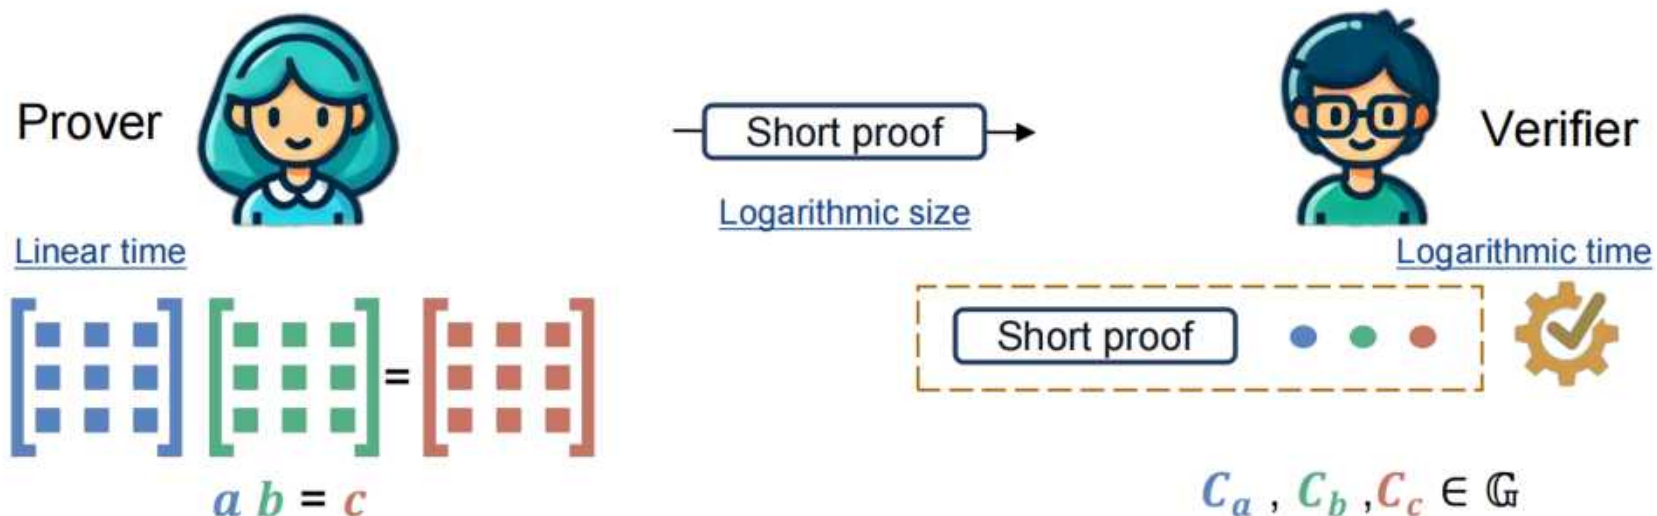 Prover
Short proof
Verifier
Logarithmic size
Linear time
Logarithmic time
=
Short proof
a b = c
C_a , C_b ,C_c ∈ 𝔾